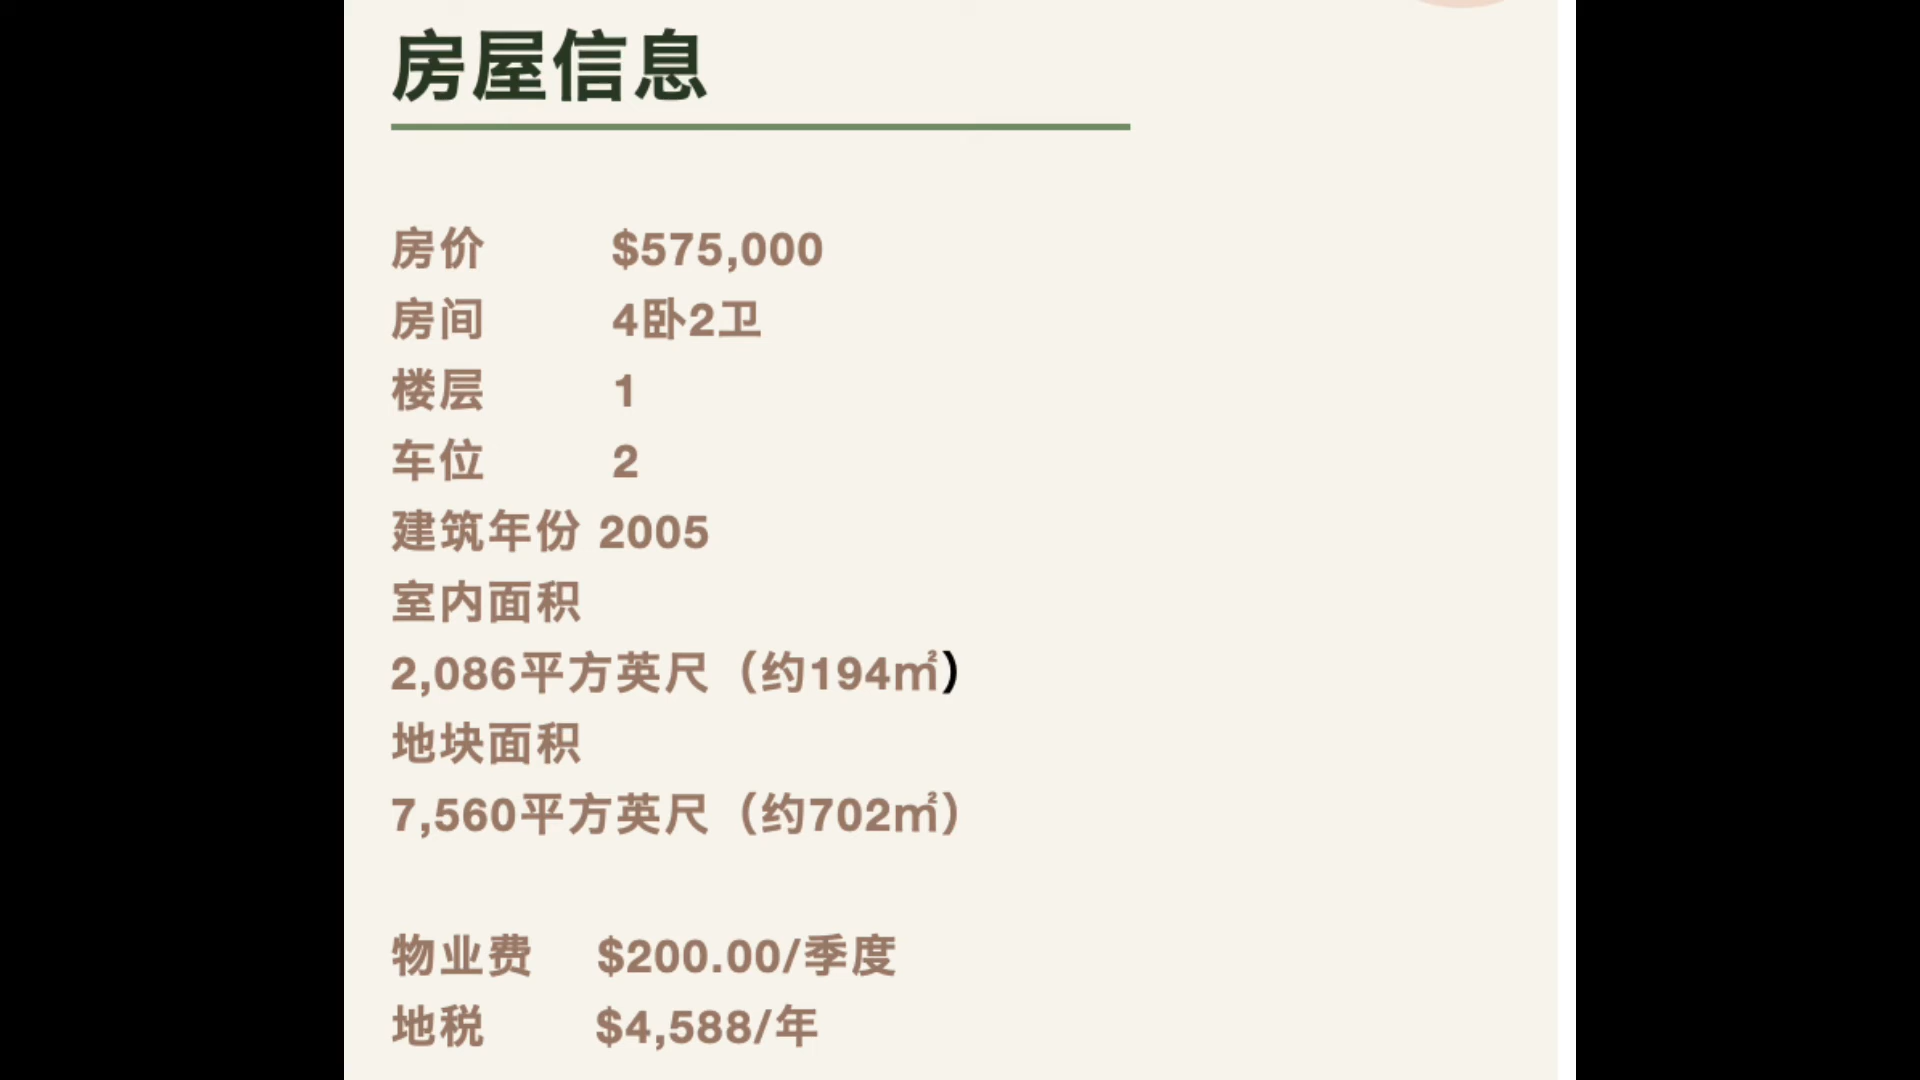 房屋信息
房价 $575,000
房间 4卧2卫
楼层 1
车位 2
建筑年份 2005
室内面积
2,086平方英尺（约194㎡）
地块面积
7,560平方英尺（约702㎡）
物业费 $200.00/季度
地税 $4,588/年